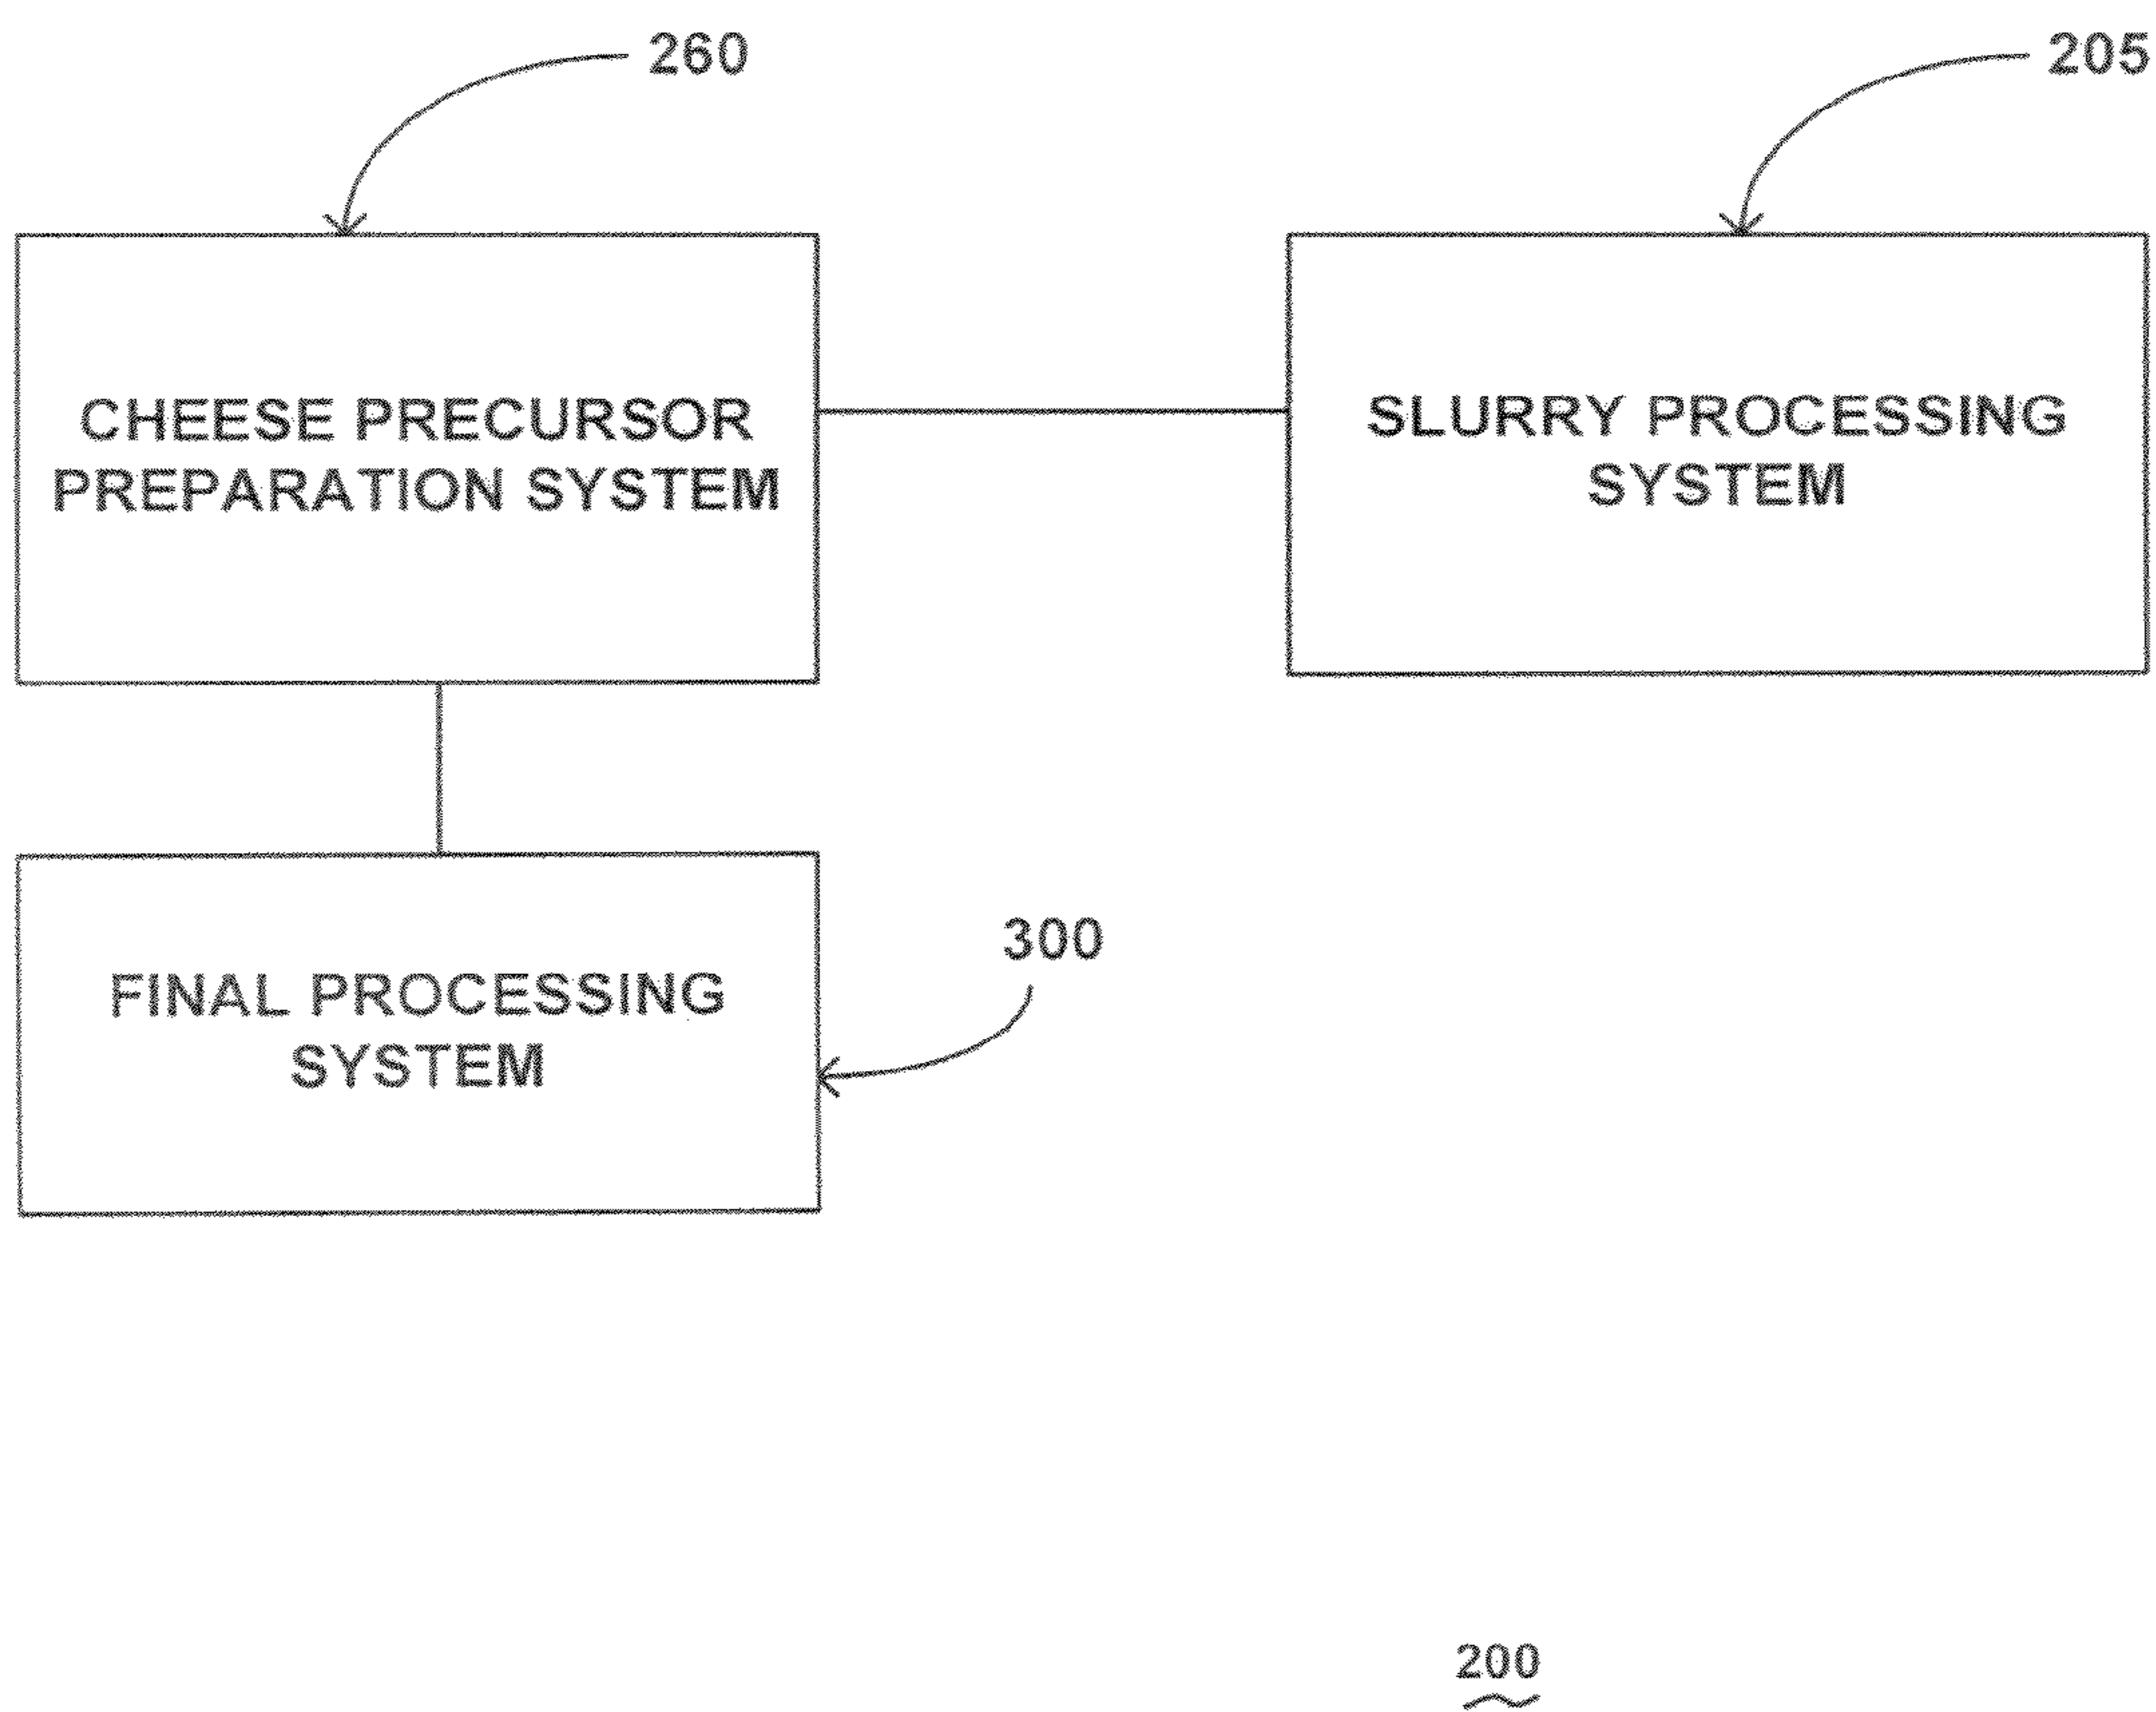 260
205
CHEESE PRECURSOR
PREPARATION SYSTEM
SLURRY PROCESSING
SYSTEM
300
FINAL PROCESSING
SYSTEM
200